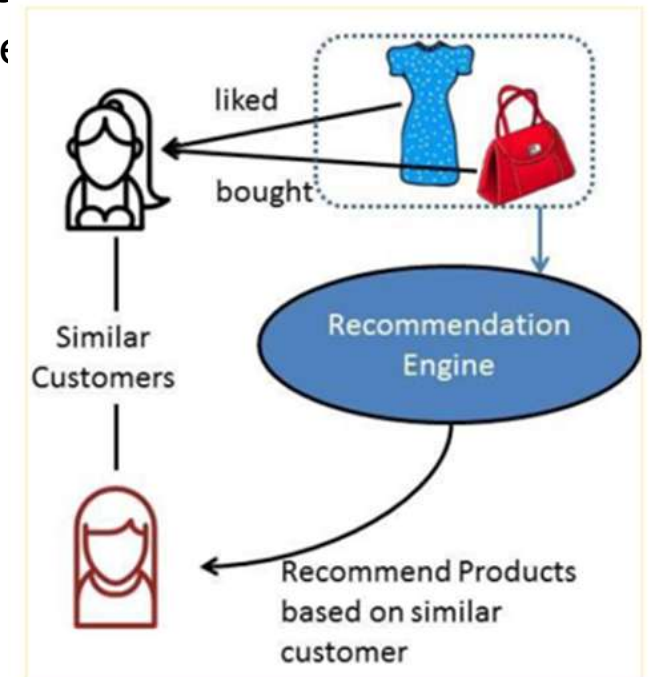 liked
bought
Recommendation
Engine
Similar
Customers
Recommend Products
based on similar
customer